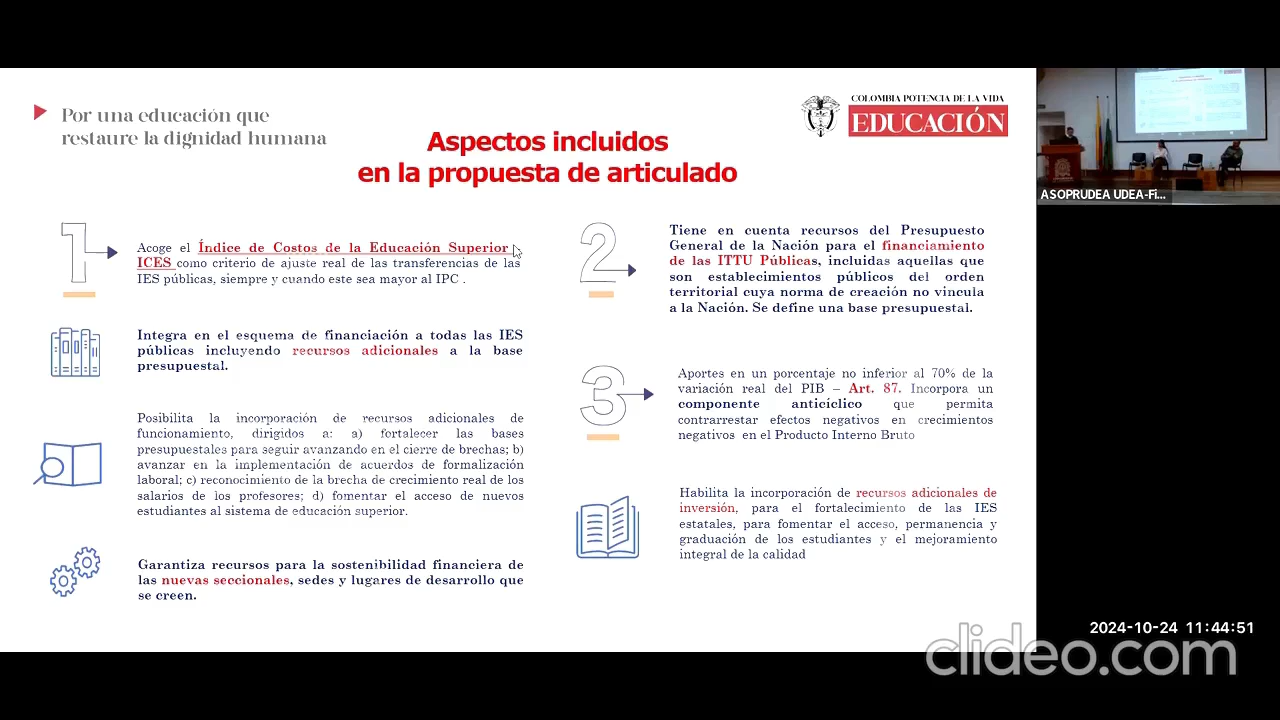 Por una educación que
restaure la dignidad humana
COLOMBIA POTENCIA DE LA VIDA
EDUCACIÓN
Aspectos incluidos
en la propuesta de articulado
1
Acoge el Índice de Costos de la Educación Superior
ICES como criterio de ajuste real de las transferencias de las
IES públicas, siempre y cuando este sea mayor al IPC .
Integra en el esquema de financiación a todas las IES
públicas incluyendo recursos adicionales a la base
presupuestal.
Posibilita la incorporación de recursos adicionales de
funcionamiento, dirigidos a: a) fortalecer las bases
presupuestales para seguir avanzando en el cierre de brechas; b)
avanzar en la implementación de acuerdos de formalización
laboral; c) reconocimiento de la brecha de crecimiento real de los
salarios de los profesores; d) fomentar el acceso de nuevos
estudiantes al sistema de educación superior.
Garantiza recursos para la sostenibilidad financiera de
las nuevas seccionales, sedes y lugares de desarrollo que
se creen.
2
Tiene en cuenta recursos del Presupuesto
General de la Nación para el financiamiento
de las ITTU Públicas, incluidas aquellas que
son establecimientos públicos del orden
territorial cuya norma de creación no vincula
a la Nación. Se define una base presupuestal.
3
Aportes en un porcentaje no inferior al 70% de la
variación real del PIB – Art. 87. Incorpora un
componente anticíclico que permita
contrarrestar efectos negativos en crecimientos
negativos en el Producto Interno Bruto
Habilita la incorporación de recursos adicionales de
inversión, para el fortalecimiento de las IES
estatales, para fomentar el acceso, permanencia y
graduación de los estudiantes y el mejoramiento
integral de la calidad
ASOPRUDEA UDEA-Fi...
2024-10-24 11:44:51
clideo.com